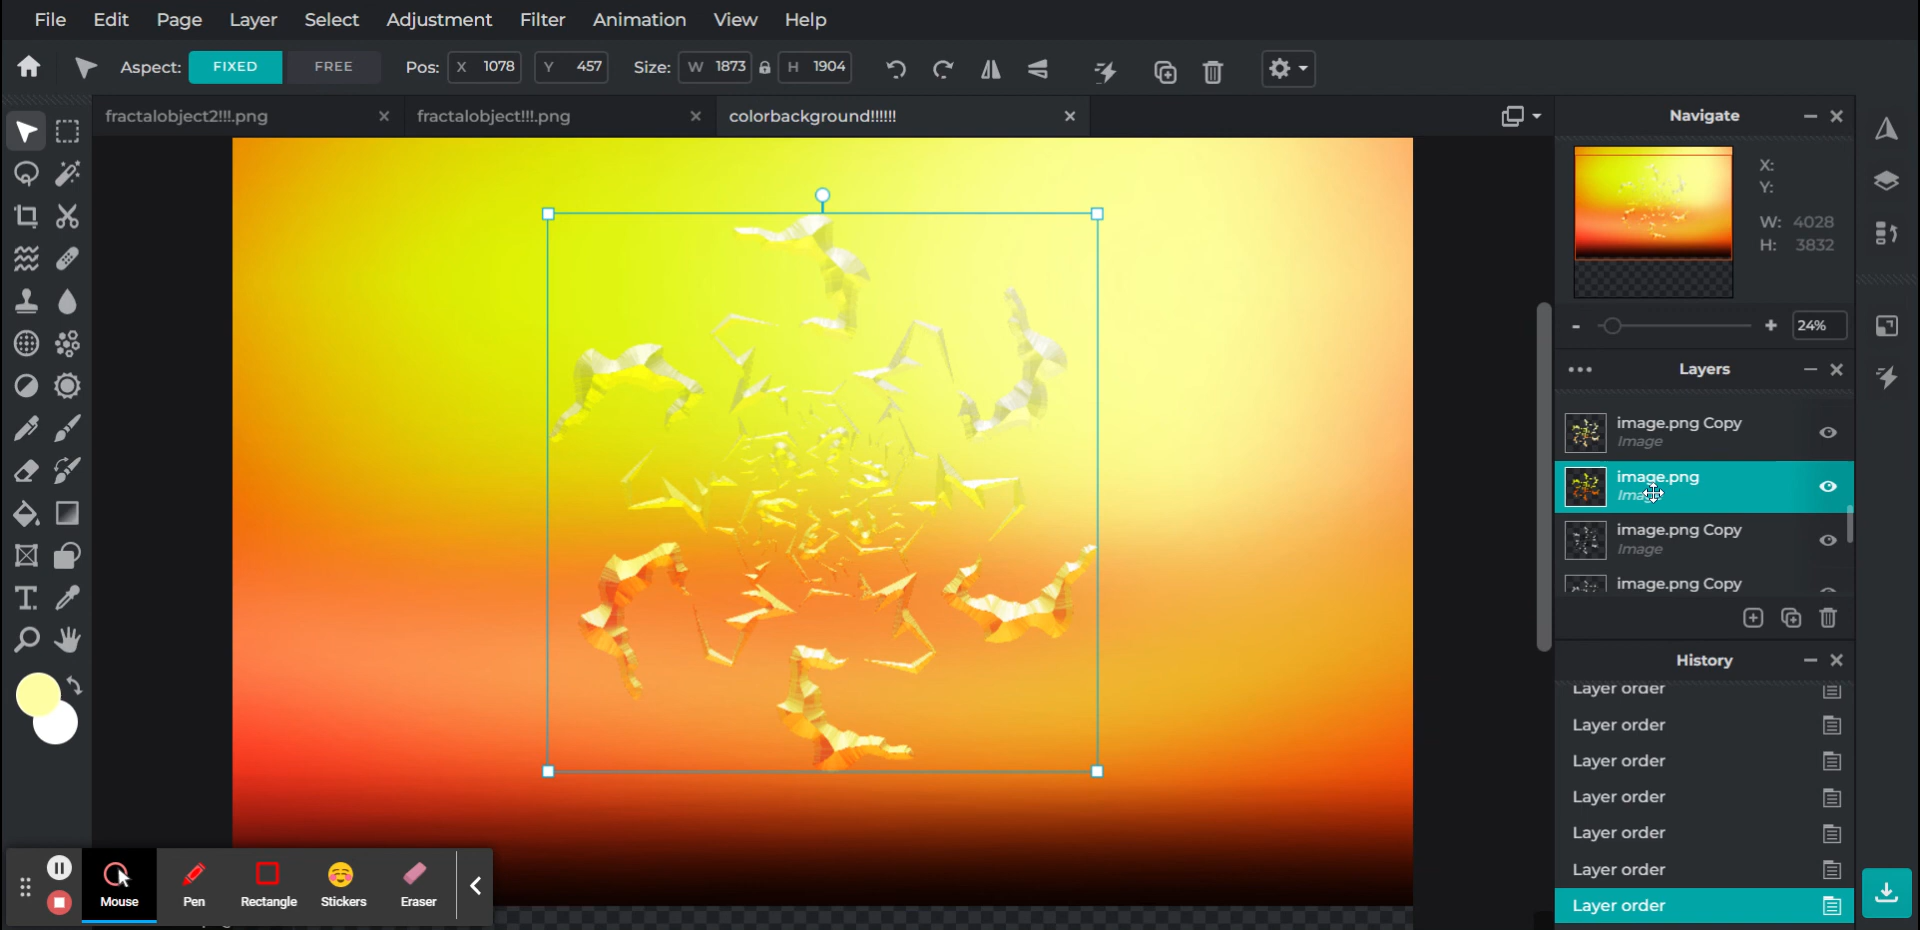 File Edit Page Layer Select Adjustment Filter Animation View Help
Aspect: FIXED FREE Pos: X 1078 Y 457 Size: W 1873 H 1904
fractalobject2!!!.png fractalobject!!!.png colorbackground!!!!!!
Navigate
X:
Y:
W: 4028
H: 3832
- + 24%
Layers
image.png Copy
Image
image.png
Image
image.png Copy
Image
image.png Copy
History
Layer order
Layer order
Layer order
Layer order
Layer order
Layer order
Layer order
T
Mouse Pen Rectangle Stickers Eraser